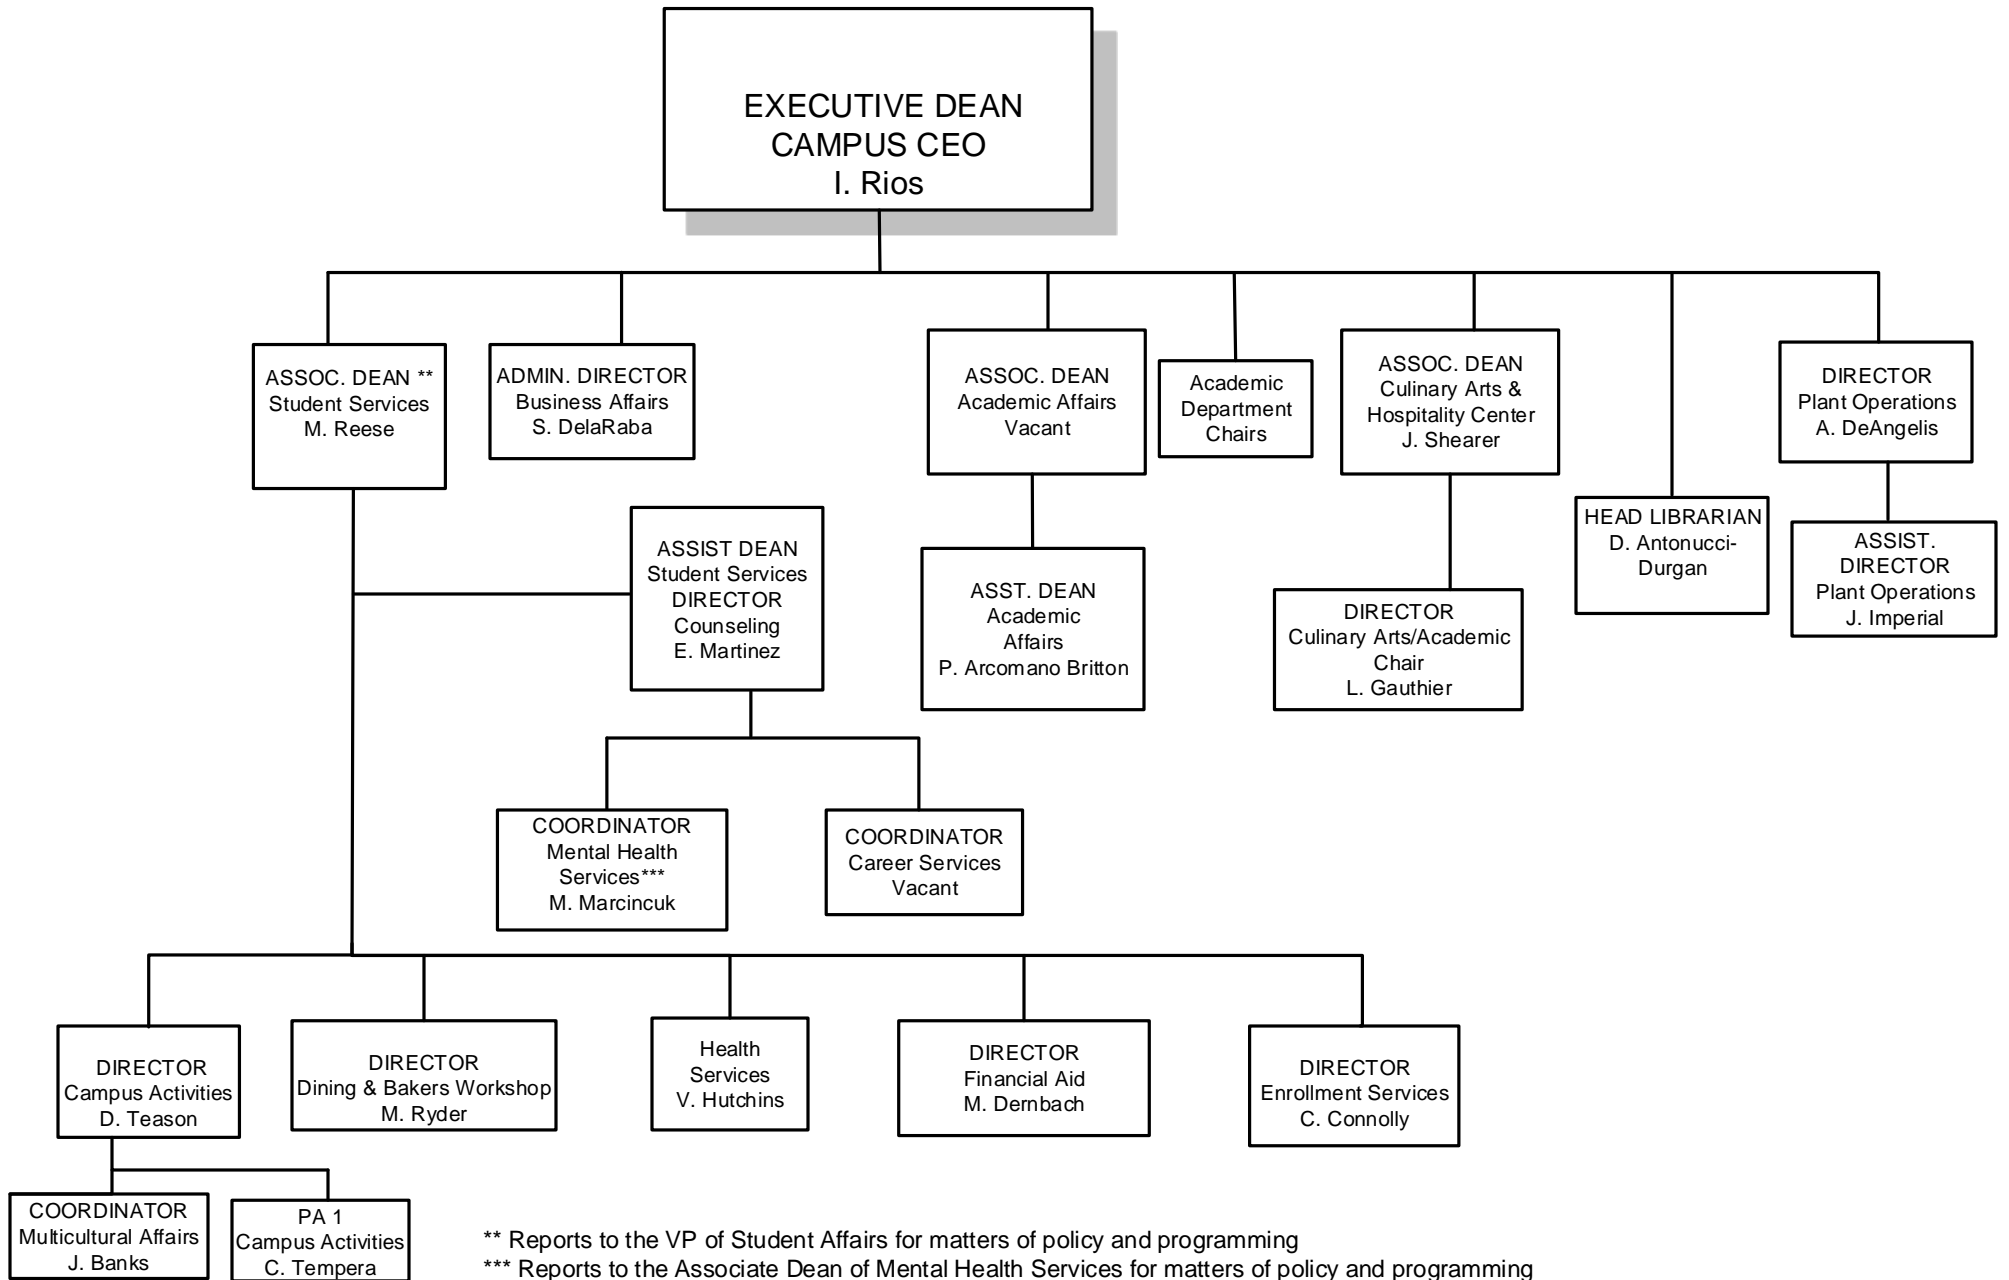 EXECUTIVE DEAN
CAMPUS CEO
I. Rios
ASSOC. DEAN **
Student Services
M. Reese
ADMIN. DIRECTOR
Business Affairs
S. DelaRaba
ASSOC. DEAN
Academic Affairs
Vacant
Academic
Department
Chairs
ASSOC. DEAN
Culinary Arts &
Hospitality Center
J. Shearer
DIRECTOR
Plant Operations
A. DeAngelis
ASSIST DEAN
Student Services
DIRECTOR
Counseling
E. Martinez
ASST. DEAN
Academic
Affairs
P. Arcomano Britton
DIRECTOR
Culinary Arts/Academic
Chair
L. Gauthier
HEAD LIBRARIAN
D. Antonucci-
Durgan
ASSIST.
DIRECTOR
Plant Operations
J. Imperial
COORDINATOR
Mental Health
Services***
M. Marcincuk
COORDINATOR
Career Services
Vacant
DIRECTOR
Campus Activities
D. Teason
DIRECTOR
Dining & Bakers Workshop
M. Ryder
Health
Services
V. Hutchins
DIRECTOR
Financial Aid
M. Dernbach
DIRECTOR
Enrollment Services
C. Connolly
COORDINATOR
Multicultural Affairs
J. Banks
PA 1
Campus Activities
C. Tempera
** Reports to the VP of Student Affairs for matters of policy and programming
*** Reports to the Associate Dean of Mental Health Services for matters of policy and programming